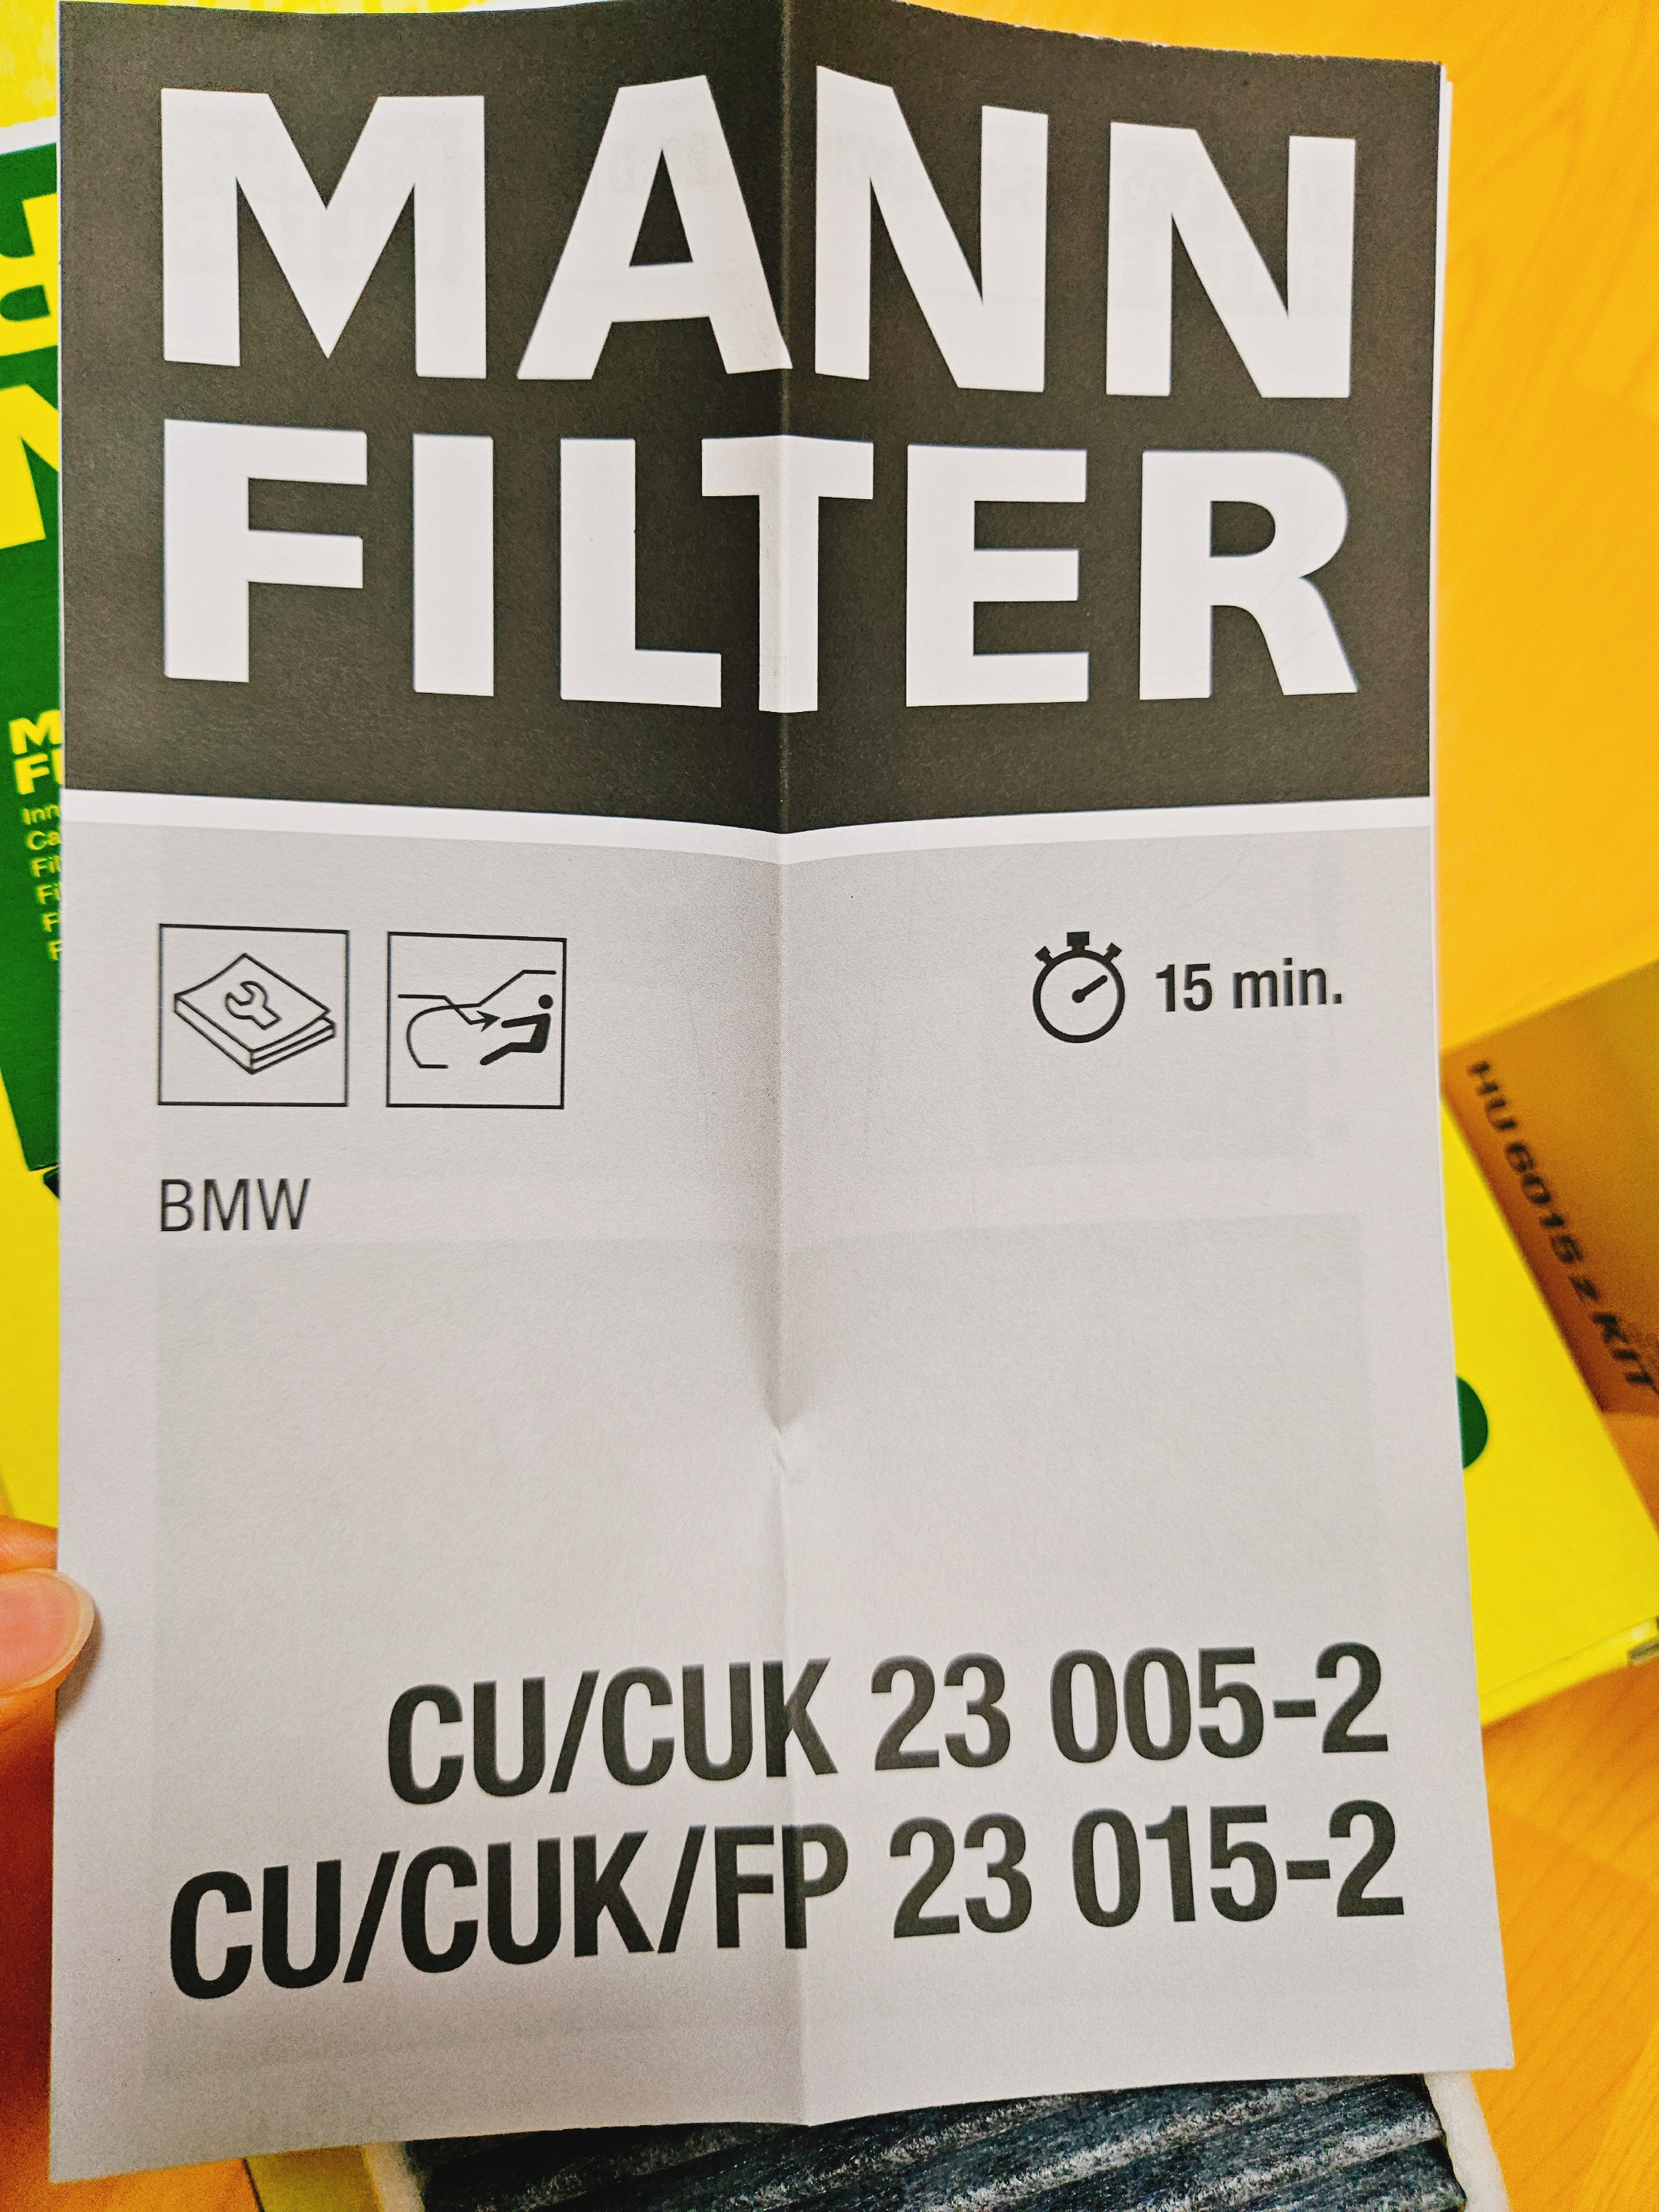 MANN
FILTER
15 min.
BMW
CU/CUK 23 005-2
CU/CUK/FP 23 015-2
HU 6015 z KIT